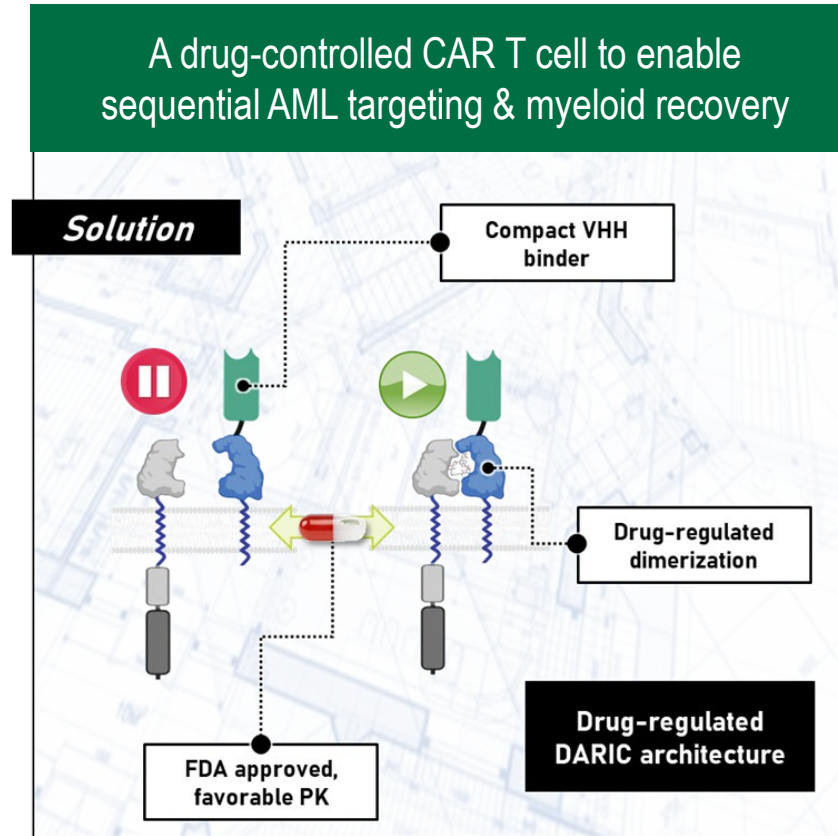 A drug-controlled CAR T cell to enable
sequential AML targeting & myeloid recovery
Solution
Compact VHH
binder
Drug-regulated
dimerization
Drug-regulated
DARIC architecture
FDA approved,
favorable PK